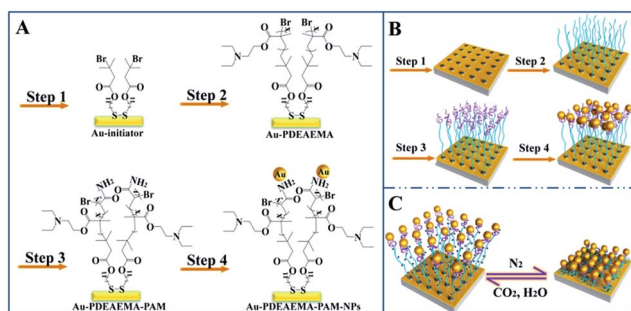 A
Br
Br
O
O
O
O
S-S
Step 1
Au-initiator
Br
Br
O
O
O
O
N
N
O
O
O
O
S-S
Step 2
Au-PDEAEMA
NH₂
NH₂
O
O
Br
Br
O
O
O
O
N
N
O
O
O
O
S-S
Step 3
Au-PDEAEMA-PAM
Au
Au
NH₂
NH₂
O
O
Br
Br
O
O
O
O
N
N
O
O
O
O
S-S
Step 4
Au-PDEAEMA-PAM-NPs
B
Step 1
Step 2
Step 3
Step 4
C
N₂
CO₂, H₂O